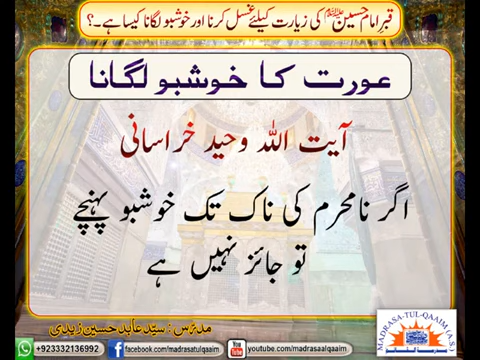 قبرِ امام حسینؑ کی زیارت کیلئے غسل کرنا اور خوشبو لگانا کیسا ہے۔؟
عورت کا خوشبو لگانا
آیت اللہ وحید خراسانی
اگر نامحرم کی ناک تک خوشبو پہنچے
تو جائز نہیں ہے
مدرّس : سیّد عابد حسین زیدی
MADRASA-TUL-QAAIM (A.S)
+923332136992
facebook.com/madrasatulqaim
youtube.com/madrasaalqaaim